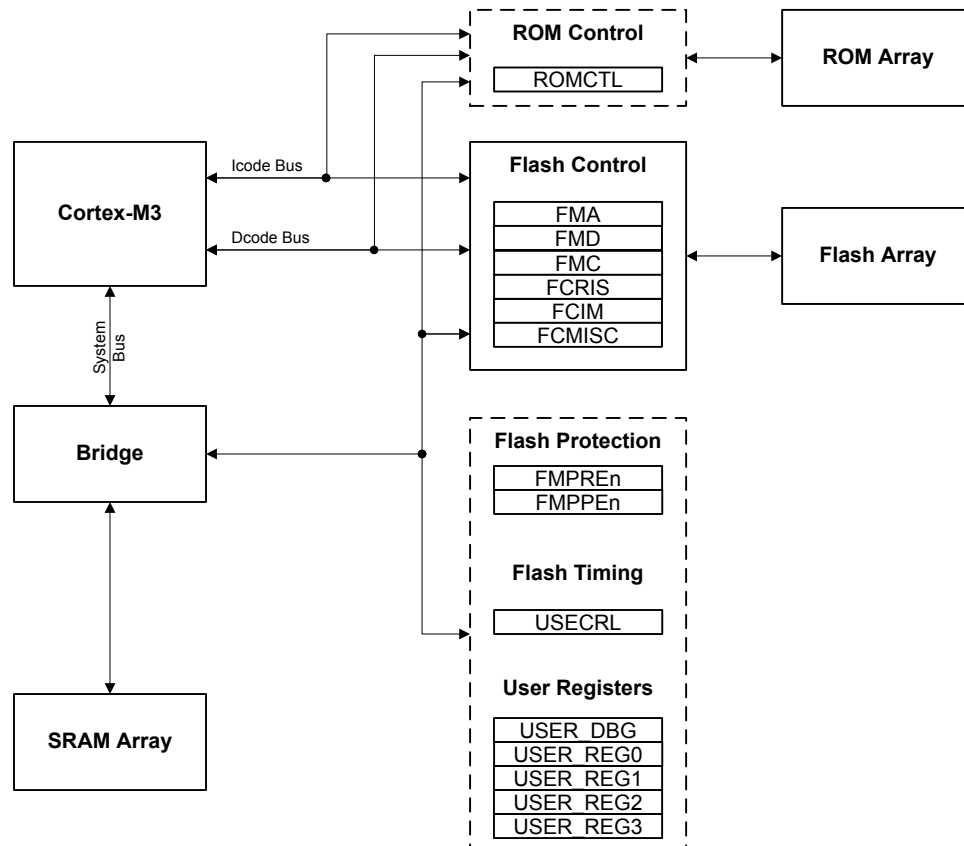 ROM Control
ROMCTL
ROM Array
Cortex-M3
Icode Bus
Dcode Bus
Flash Control
FMA
FMD
FMC
FCRIS
FCIM
FCMISC
Flash Array
System
Bus
Bridge
Flash Protection
FMPREn
FMPPEn
Flash Timing
USECRL
User Registers
USER_DBG
USER_REG0
USER_REG1
USER_REG2
USER_REG3
SRAM Array